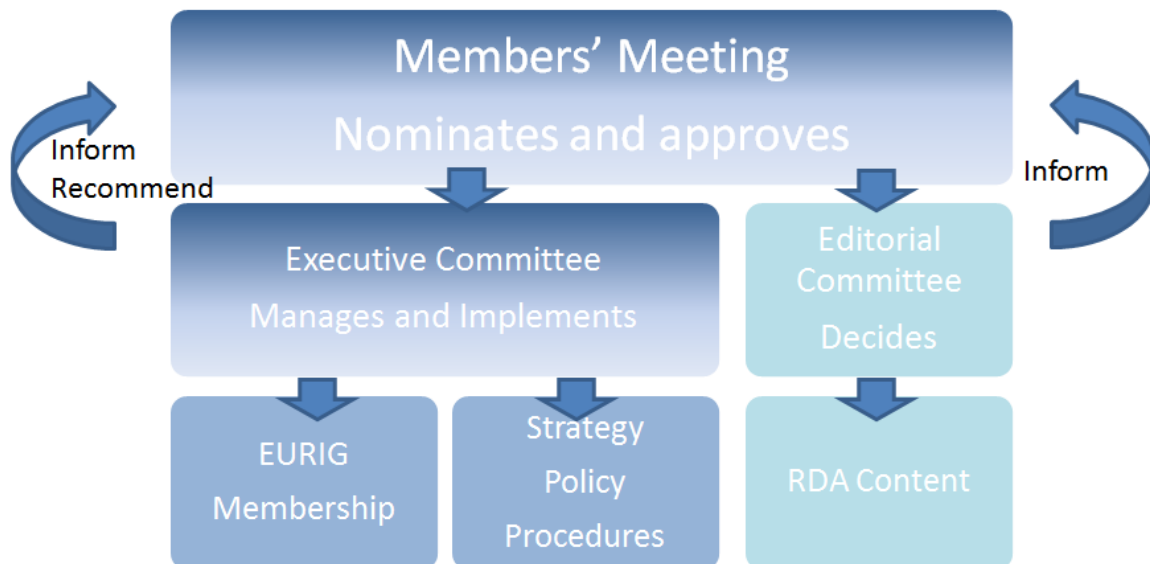 Members’ Meeting
Nominates and approves
Inform
Recommend
Inform
Executive Committee
Manages and Implements
Editorial
Committee
Decides
EURIG
Membership
Strategy
Policy
Procedures
RDA Content